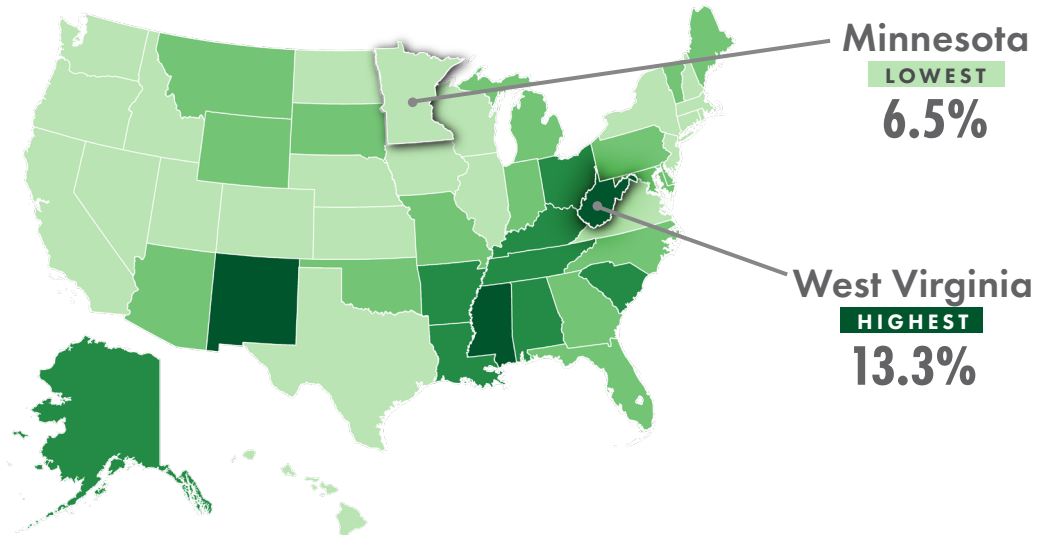 Minnesota
LOWEST
6.5%
West Virginia
HIGHEST
13.3%